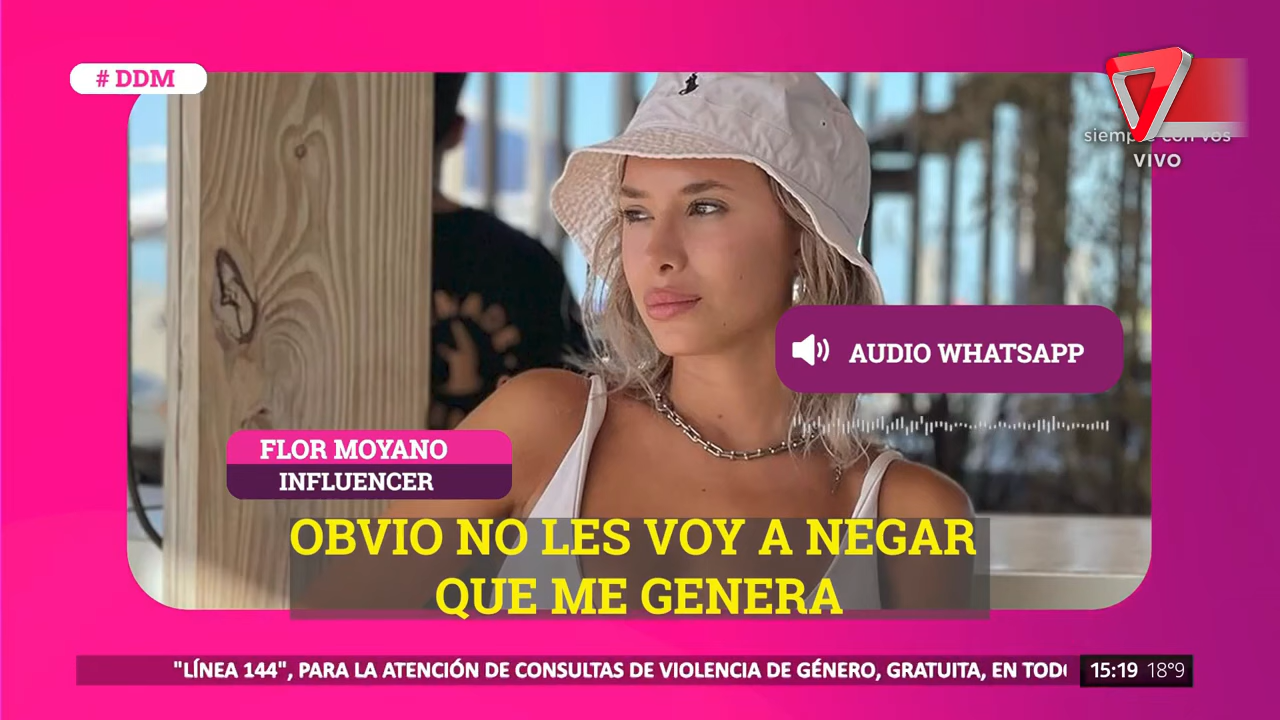 # DDM
siempre con vos
VIVO
AUDIO WHATSAPP
FLOR MOYANO
INFLUENCER
OBVIO NO LES VOY A NEGAR
QUE ME GENERA
"LÍNEA 144", PARA LA ATENCIÓN DE CONSULTAS DE VIOLENCIA DE GÉNERO, GRATUITA, EN TODO
15:19 18°9